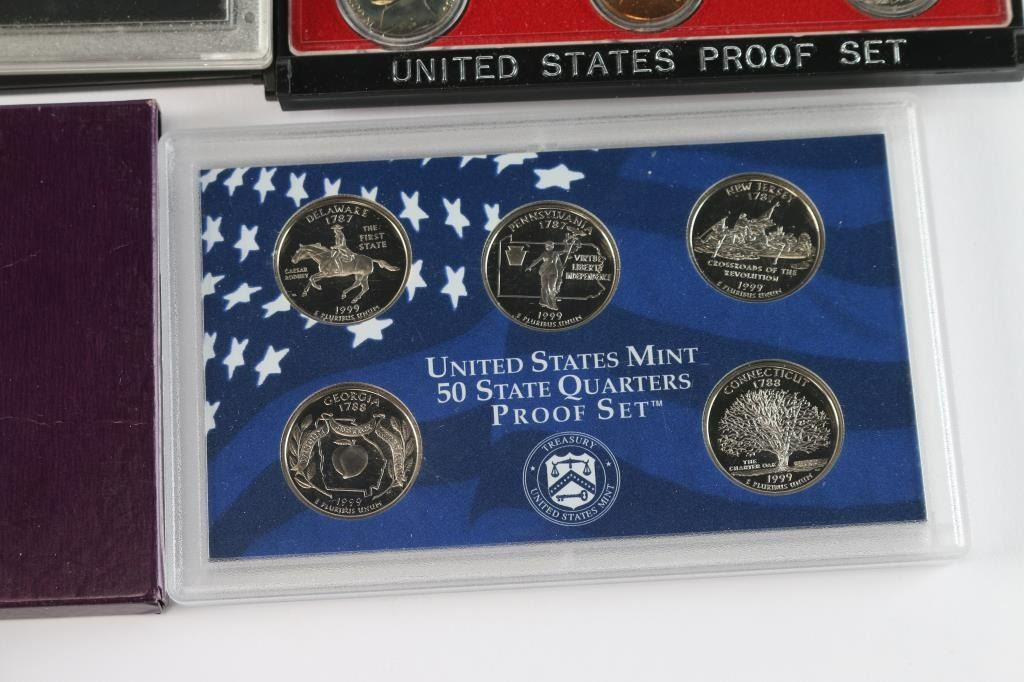 UNITED STATES PROOF SET
DELAWARE
1787
THE
FIRST
STATE
CAESAR
RODNEY
1999
E PLURIBUS UNUM
PENNSYLVANIA
1787
VIRTUE
LIBERTY
INDEPENDENCE
1999
E PLURIBUS UNUM
NEW JERSEY
1787
CROSSROADS OF THE
REVOLUTION
1999
E PLURIBUS UNUM
UNITED STATES MINT
50 STATE QUARTERS
PROOF SET™
GEORGIA
1788
1999
E PLURIBUS UNUM
TREASURY
UNITED STATES MINT
CONNECTICUT
1788
THE
CHARTER OAK
1999
E PLURIBUS UNUM